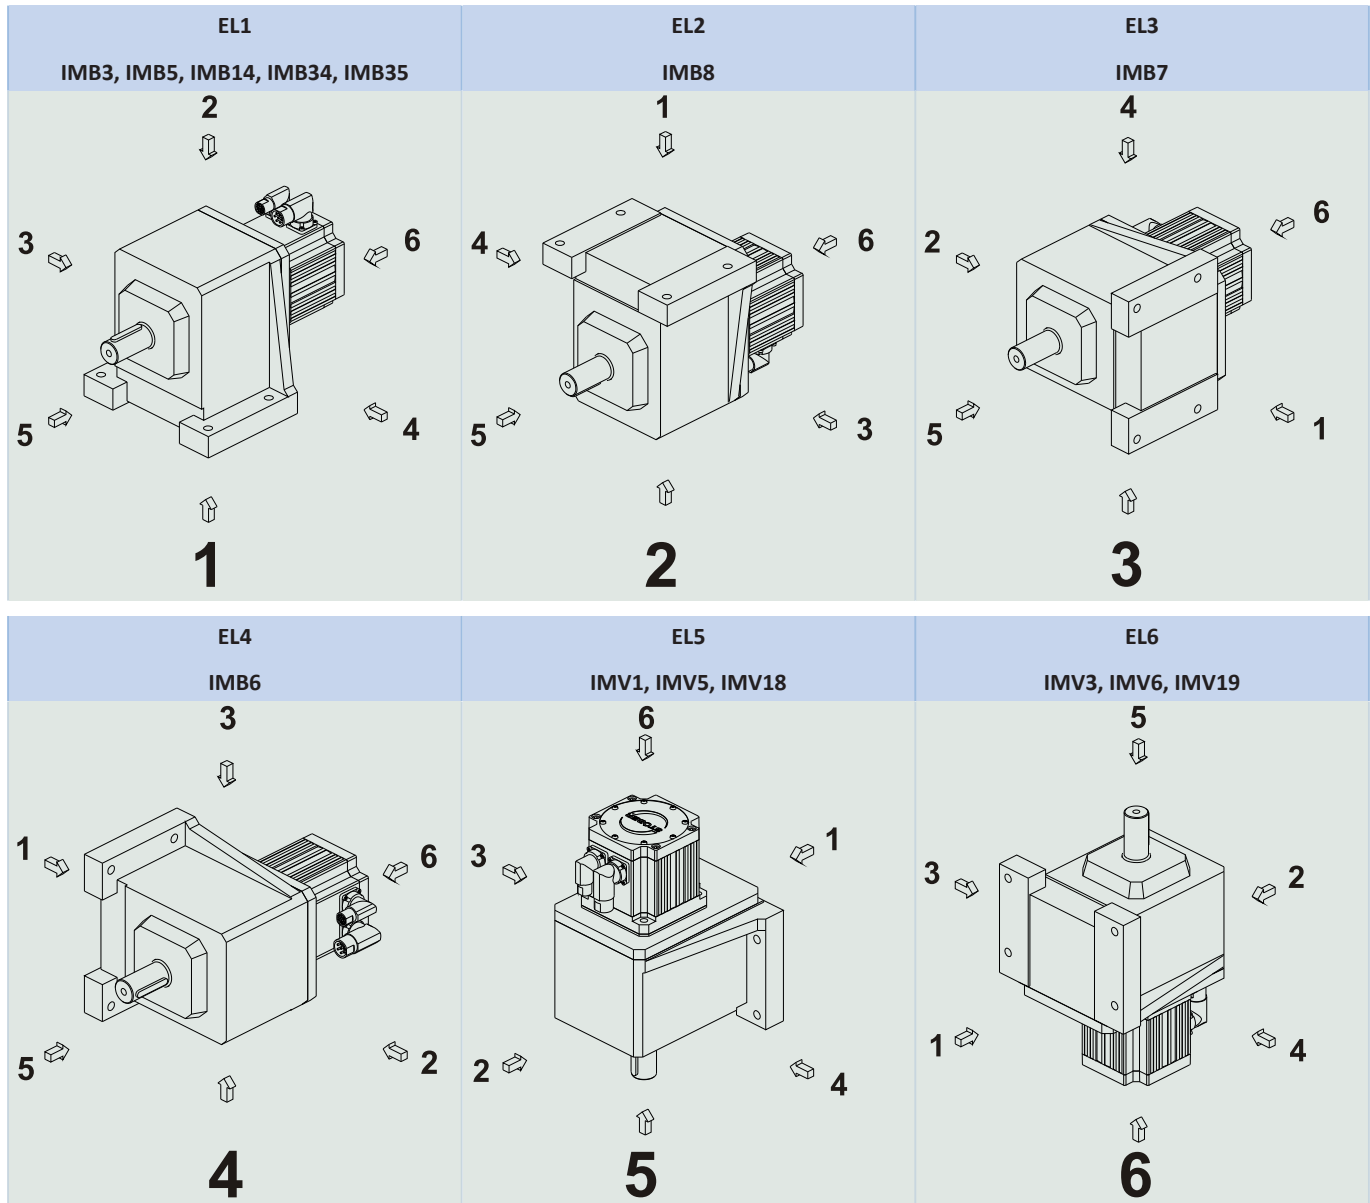 EL1 EL2 EL3
IMB3, IMB5, IMB14, IMB34, IMB35 IMB8 IMB7
2 1 4
3 6 4 6 2 6
5 4 5 3 5 1
1 2 3
EL4 EL5 EL6
IMB6 IMV1, IMV5, IMV18 IMV3, IMV6, IMV19
3 6 5
1 6 3 1 3 2
5 2 2 4 1 4
4 5 6